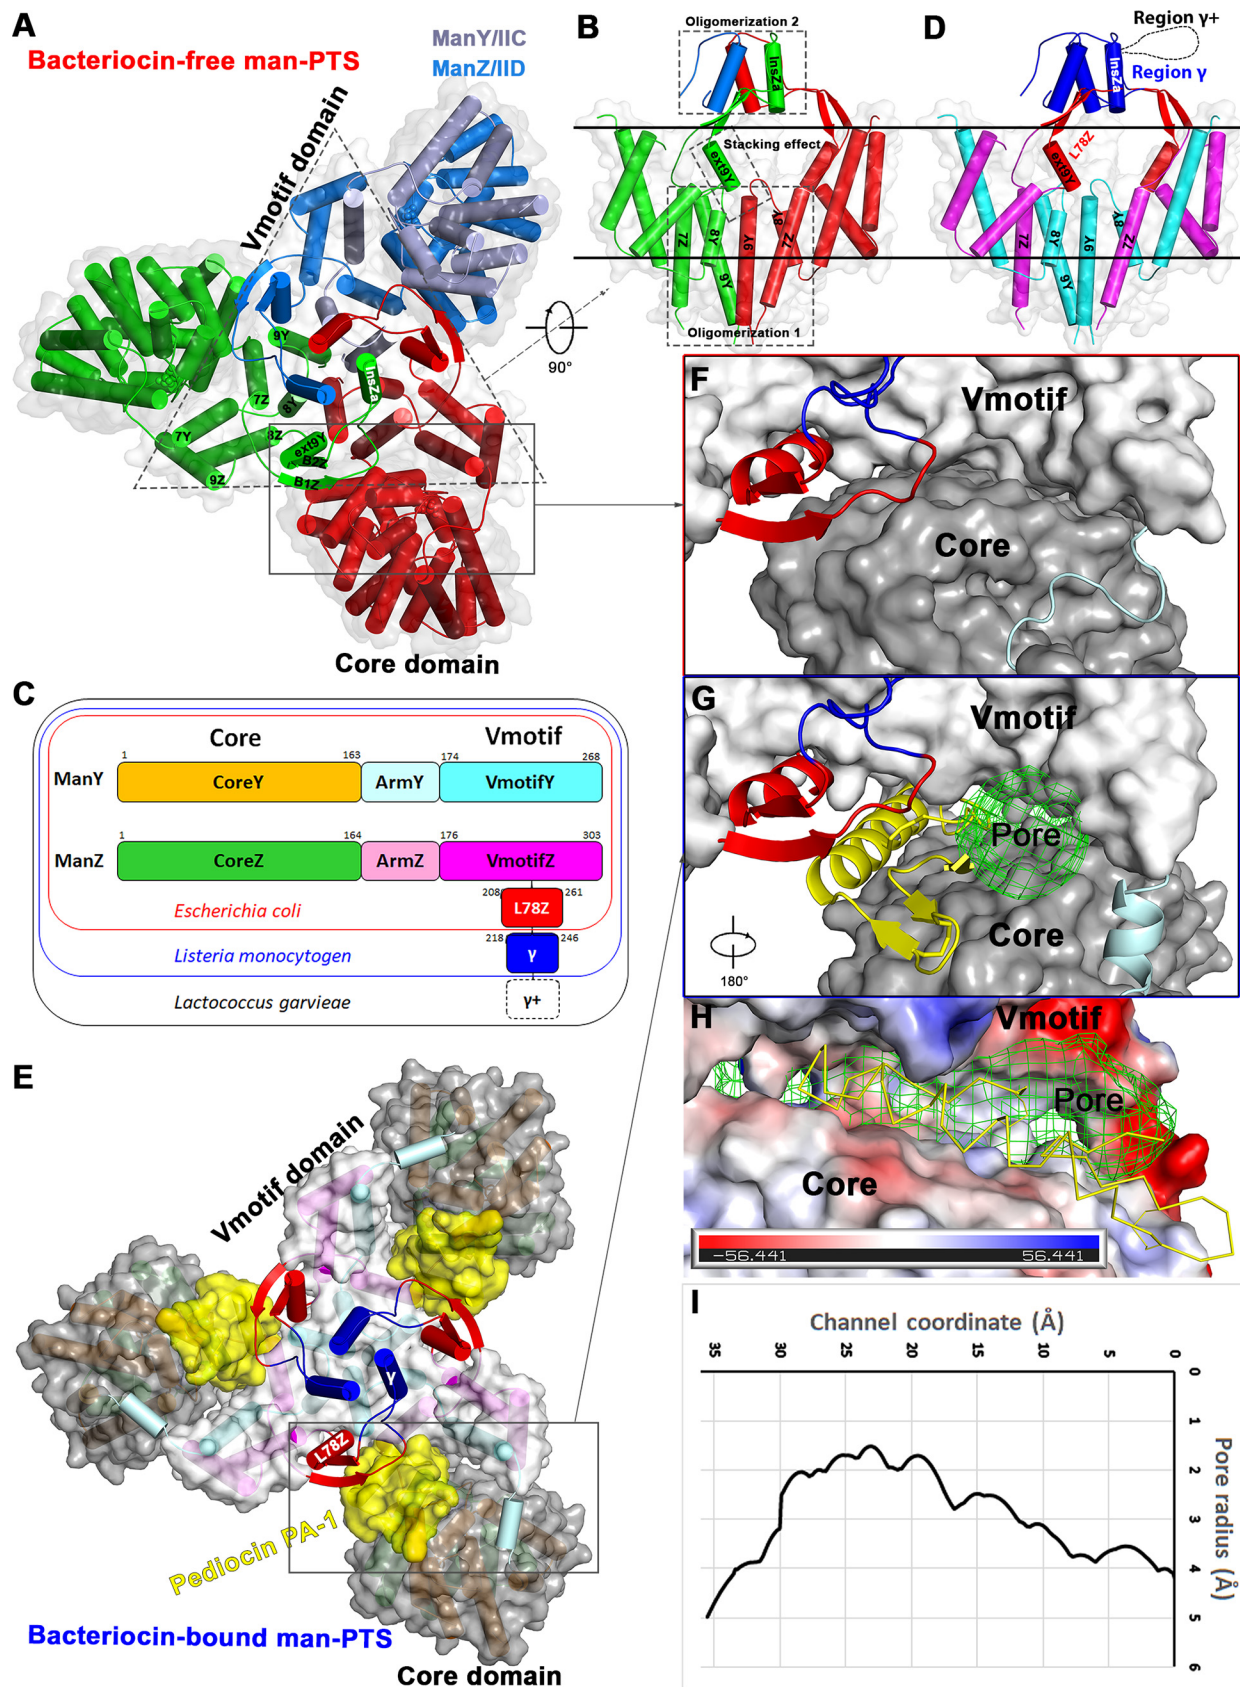 A
Bacteriocin-free man-PTS
ManY/IIC
ManZ/IID
Vmotif domain
9Y
7Z
8Y
InsZa
7Y
8Z
ext9Y
B2Z
B1Z
9Z
Core domain
90°
B
Oligomerization 2
InsZa
Stacking effect
ext9Y
7Z
8Y
9Y
9Y
8Y
7Z
Oligomerization 1
D
Region γ+
InsZa
Region γ
L78Z
ext9Y
7Z
8Y
9Y
9Y
8Y
7Z
C
Core
Vmotif
1
163
174
268
ManY
CoreY
ArmY
VmotifY
1
164
176
303
ManZ
CoreZ
ArmZ
VmotifZ
208
261
Escherichia coli
L78Z
218
246
Listeria monocytogen
γ
Lactococcus garvieae
γ+
E
Vmotif domain
γ
L78Z
Pediocin PA-1
Bacteriocin-bound man-PTS
Core domain
F
Vmotif
Core
G
Vmotif
Pore
Core
180°
H
Vmotif
Pore
Core
-56.441
56.441
I
Channel coordinate (Å)
35
30
25
20
15
10
5
0
0
1
2
3
4
5
6
Pore radius (Å)